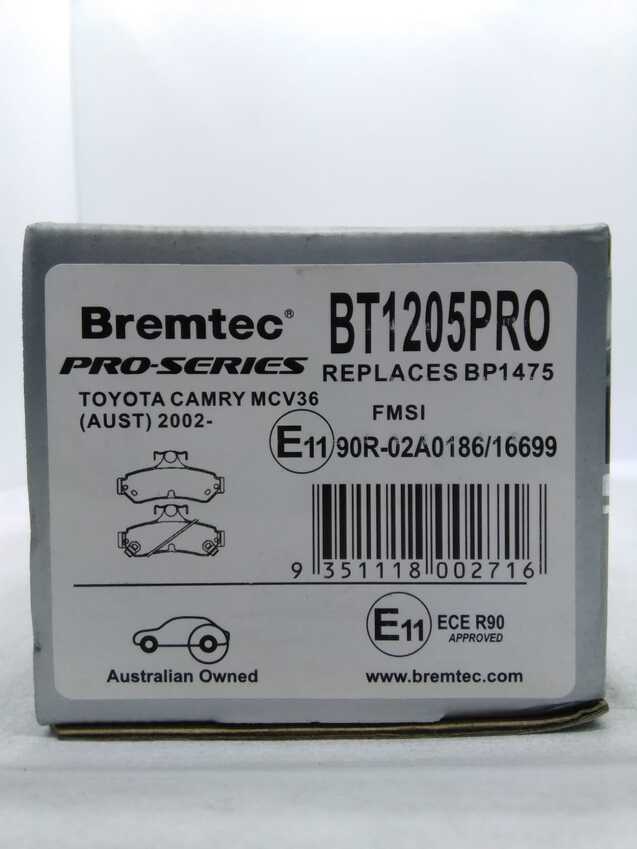 Bremtec®
PRO-SERIES
BT1205PRO
REPLACES BP1475
TOYOTA CAMRY MCV36
(AUST) 2002-
FMSI
E11 90R-02A0186/16699
9 351118 002716
Australian Owned
E11 ECE R90
APPROVED
www.bremtec.com